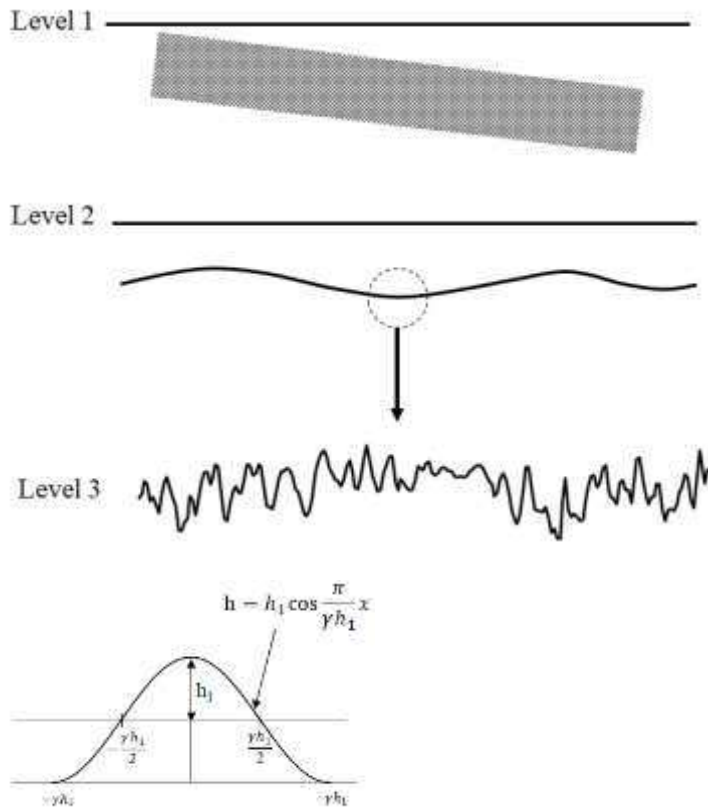 Level 1
Level 2
Level 3
h − h₁ cos π/γh₁ x
h₁
−γh₁/2
γh₁/2
-γh₁
-γh₁